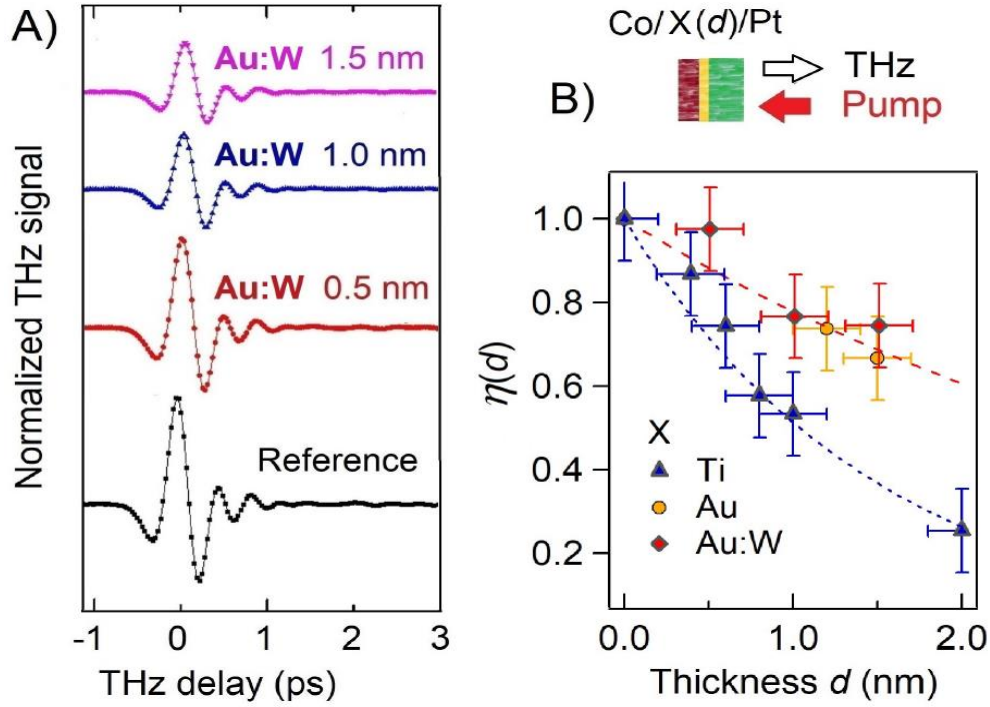 A)
Normalized THz signal
Au:W 1.5 nm
Au:W 1.0 nm
Au:W 0.5 nm
Reference
-1 0 1 2 3
THz delay (ps)
Co/X(d)/Pt
B)
THz
Pump
η(d)
1.0
0.8
0.6
0.4
0.2
X
Ti
Au
Au:W
0.0 1.0 2.0
Thickness d (nm)